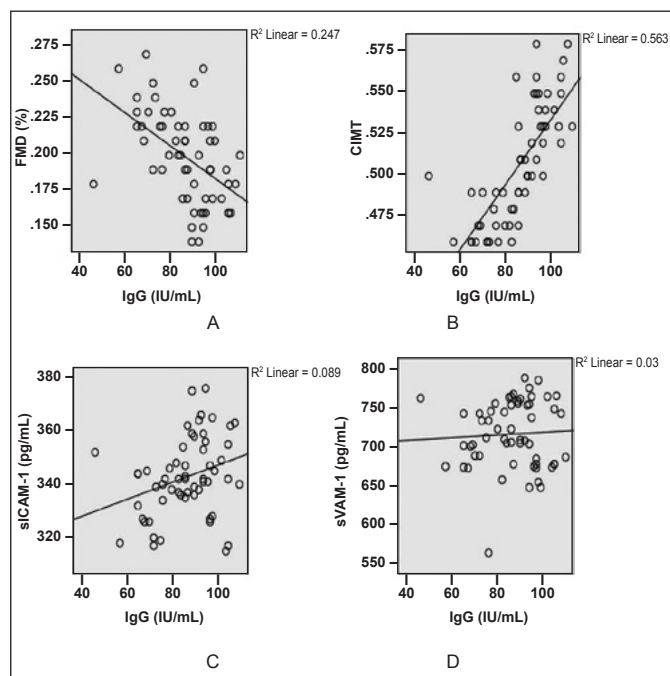 R² Linear = 0.247
.275
.250
.225
.200
.175
.150
FMD (%)
40 60 80 100
IgG (IU/mL)
A
R² Linear = 0.563
.575
.550
.525
.500
.475
CIMT
40 60 80 100
IgG (IU/mL)
B
R² Linear = 0.089
380
360
340
320
sICAM-1 (pg/mL)
40 60 80 100
IgG (IU/mL)
C
R² Linear = 0.03
800
750
700
650
600
550
sVAM-1 (pg/mL)
40 60 80 100
IgG (IU/mL)
D